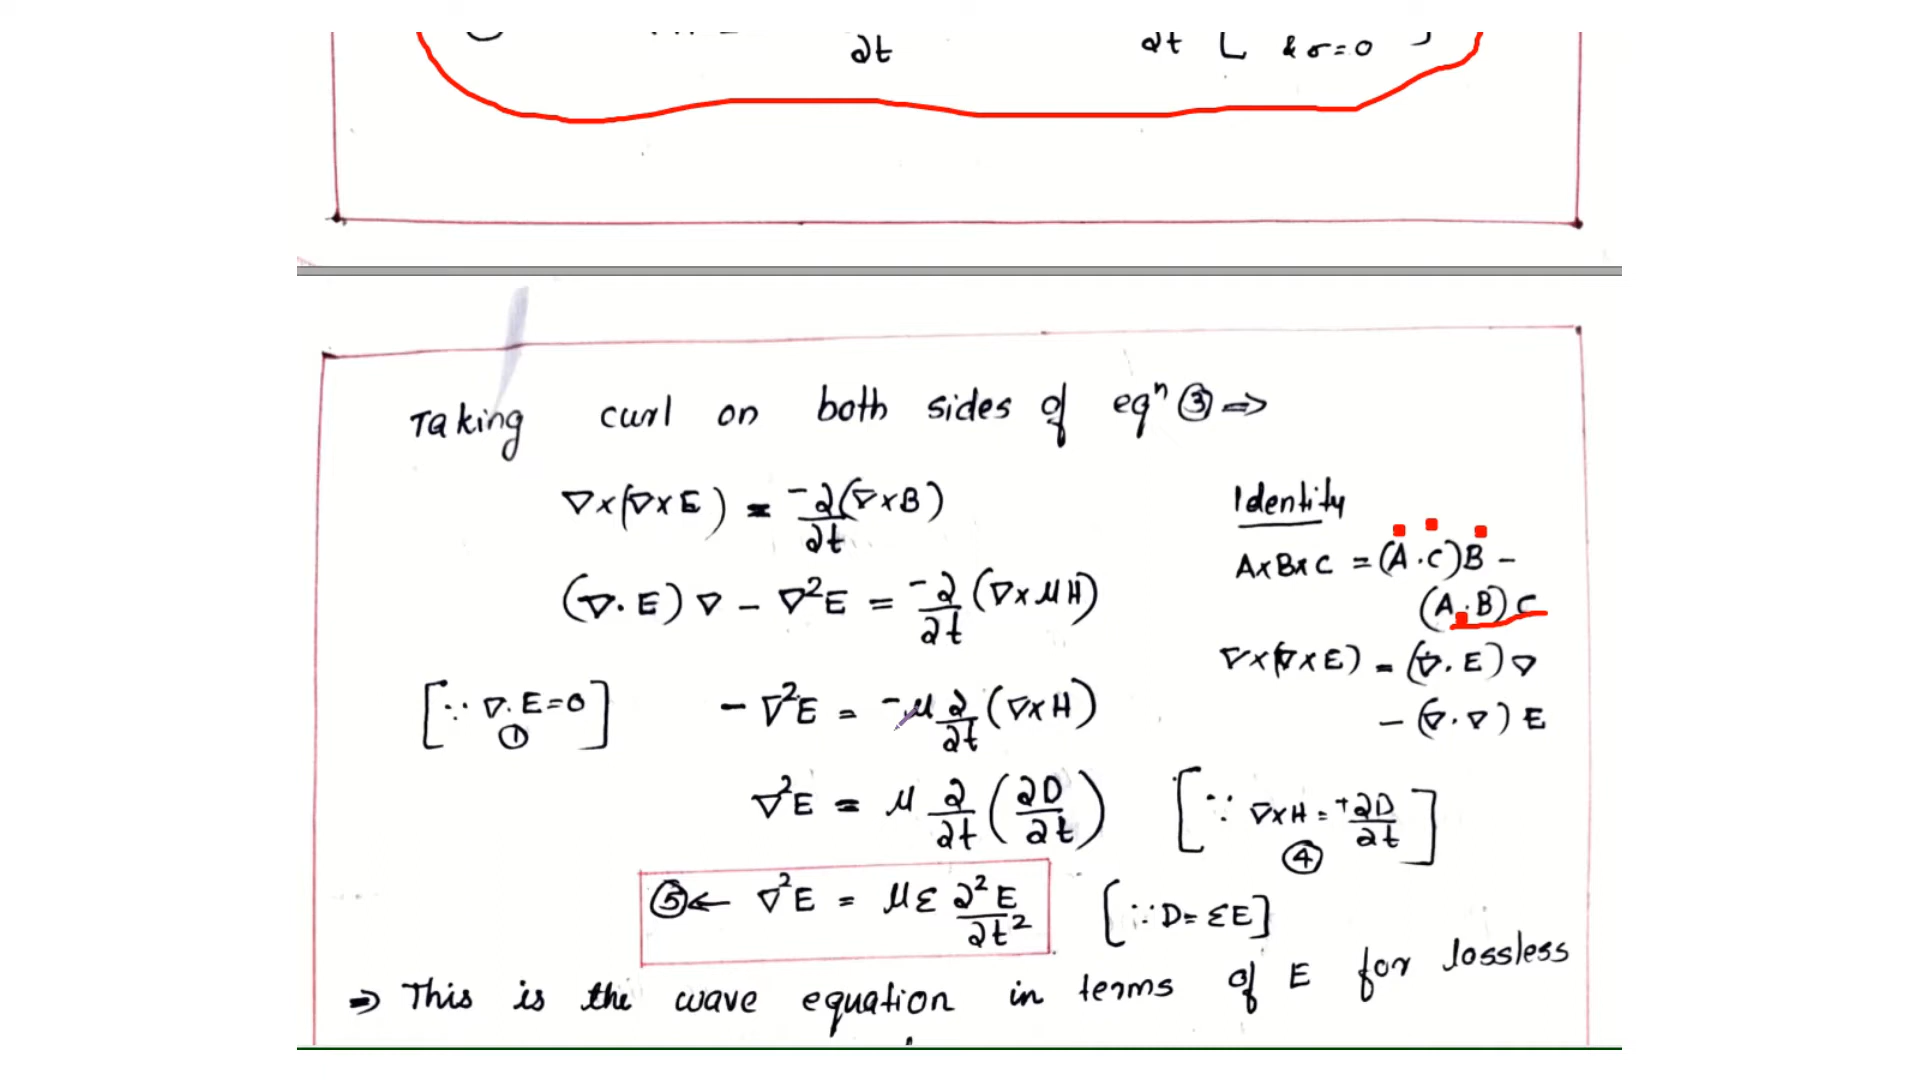 ∂t ∂t [ & σ=0 ]
Taking curl on both sides of eqⁿ ③ ⇒
∇×(∇×E) = -∂/∂t (∇×B)
Identity
A×B×C = (A·C)B -
(A·B)C
(∇·E)∇ - ∇²E = -∂/∂t (∇×μH)
∇×(∇×E) = (∇·E)∇
- (∇·∇)E
[∵ ∇·E=0] ①
-∇²E = -μ ∂/∂t (∇×H)
∇²E = μ ∂/∂t (∂D/∂t) [∵ ∇×H = +∂D/∂t] ④
⑤← ∇²E = με ∂²E/∂t² [∵ D=εE]
⇒ This is the wave equation in terms of E for lossless